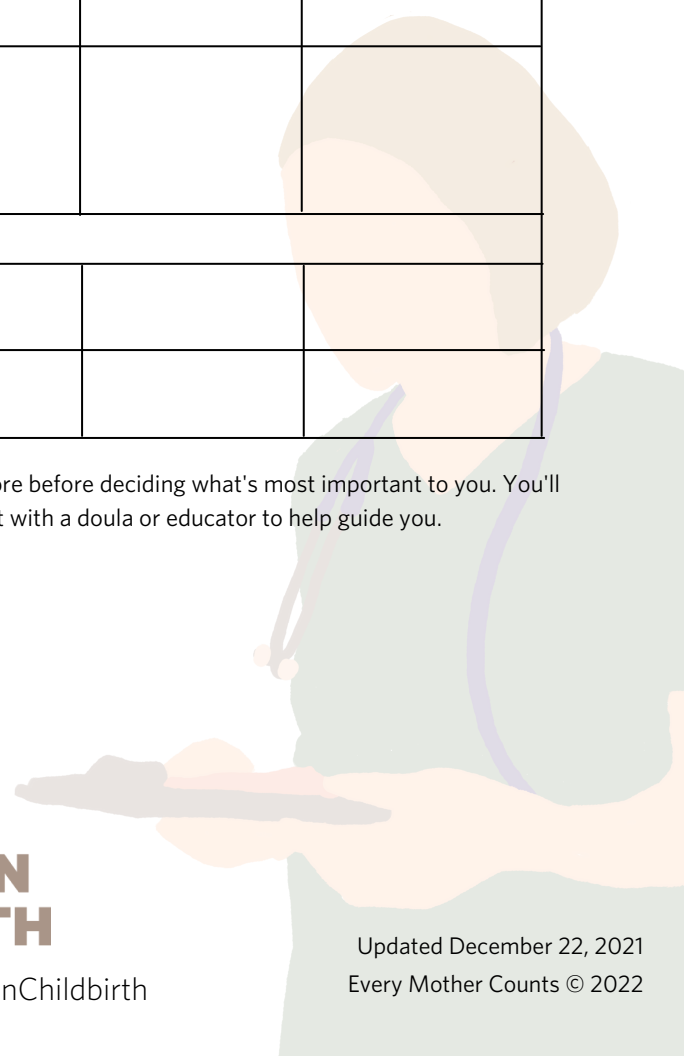 ore before deciding what's most important to you. You'll
t with a doula or educator to help guide you.
N
TH
nChildbirth
Updated December 22, 2021
Every Mother Counts © 2022